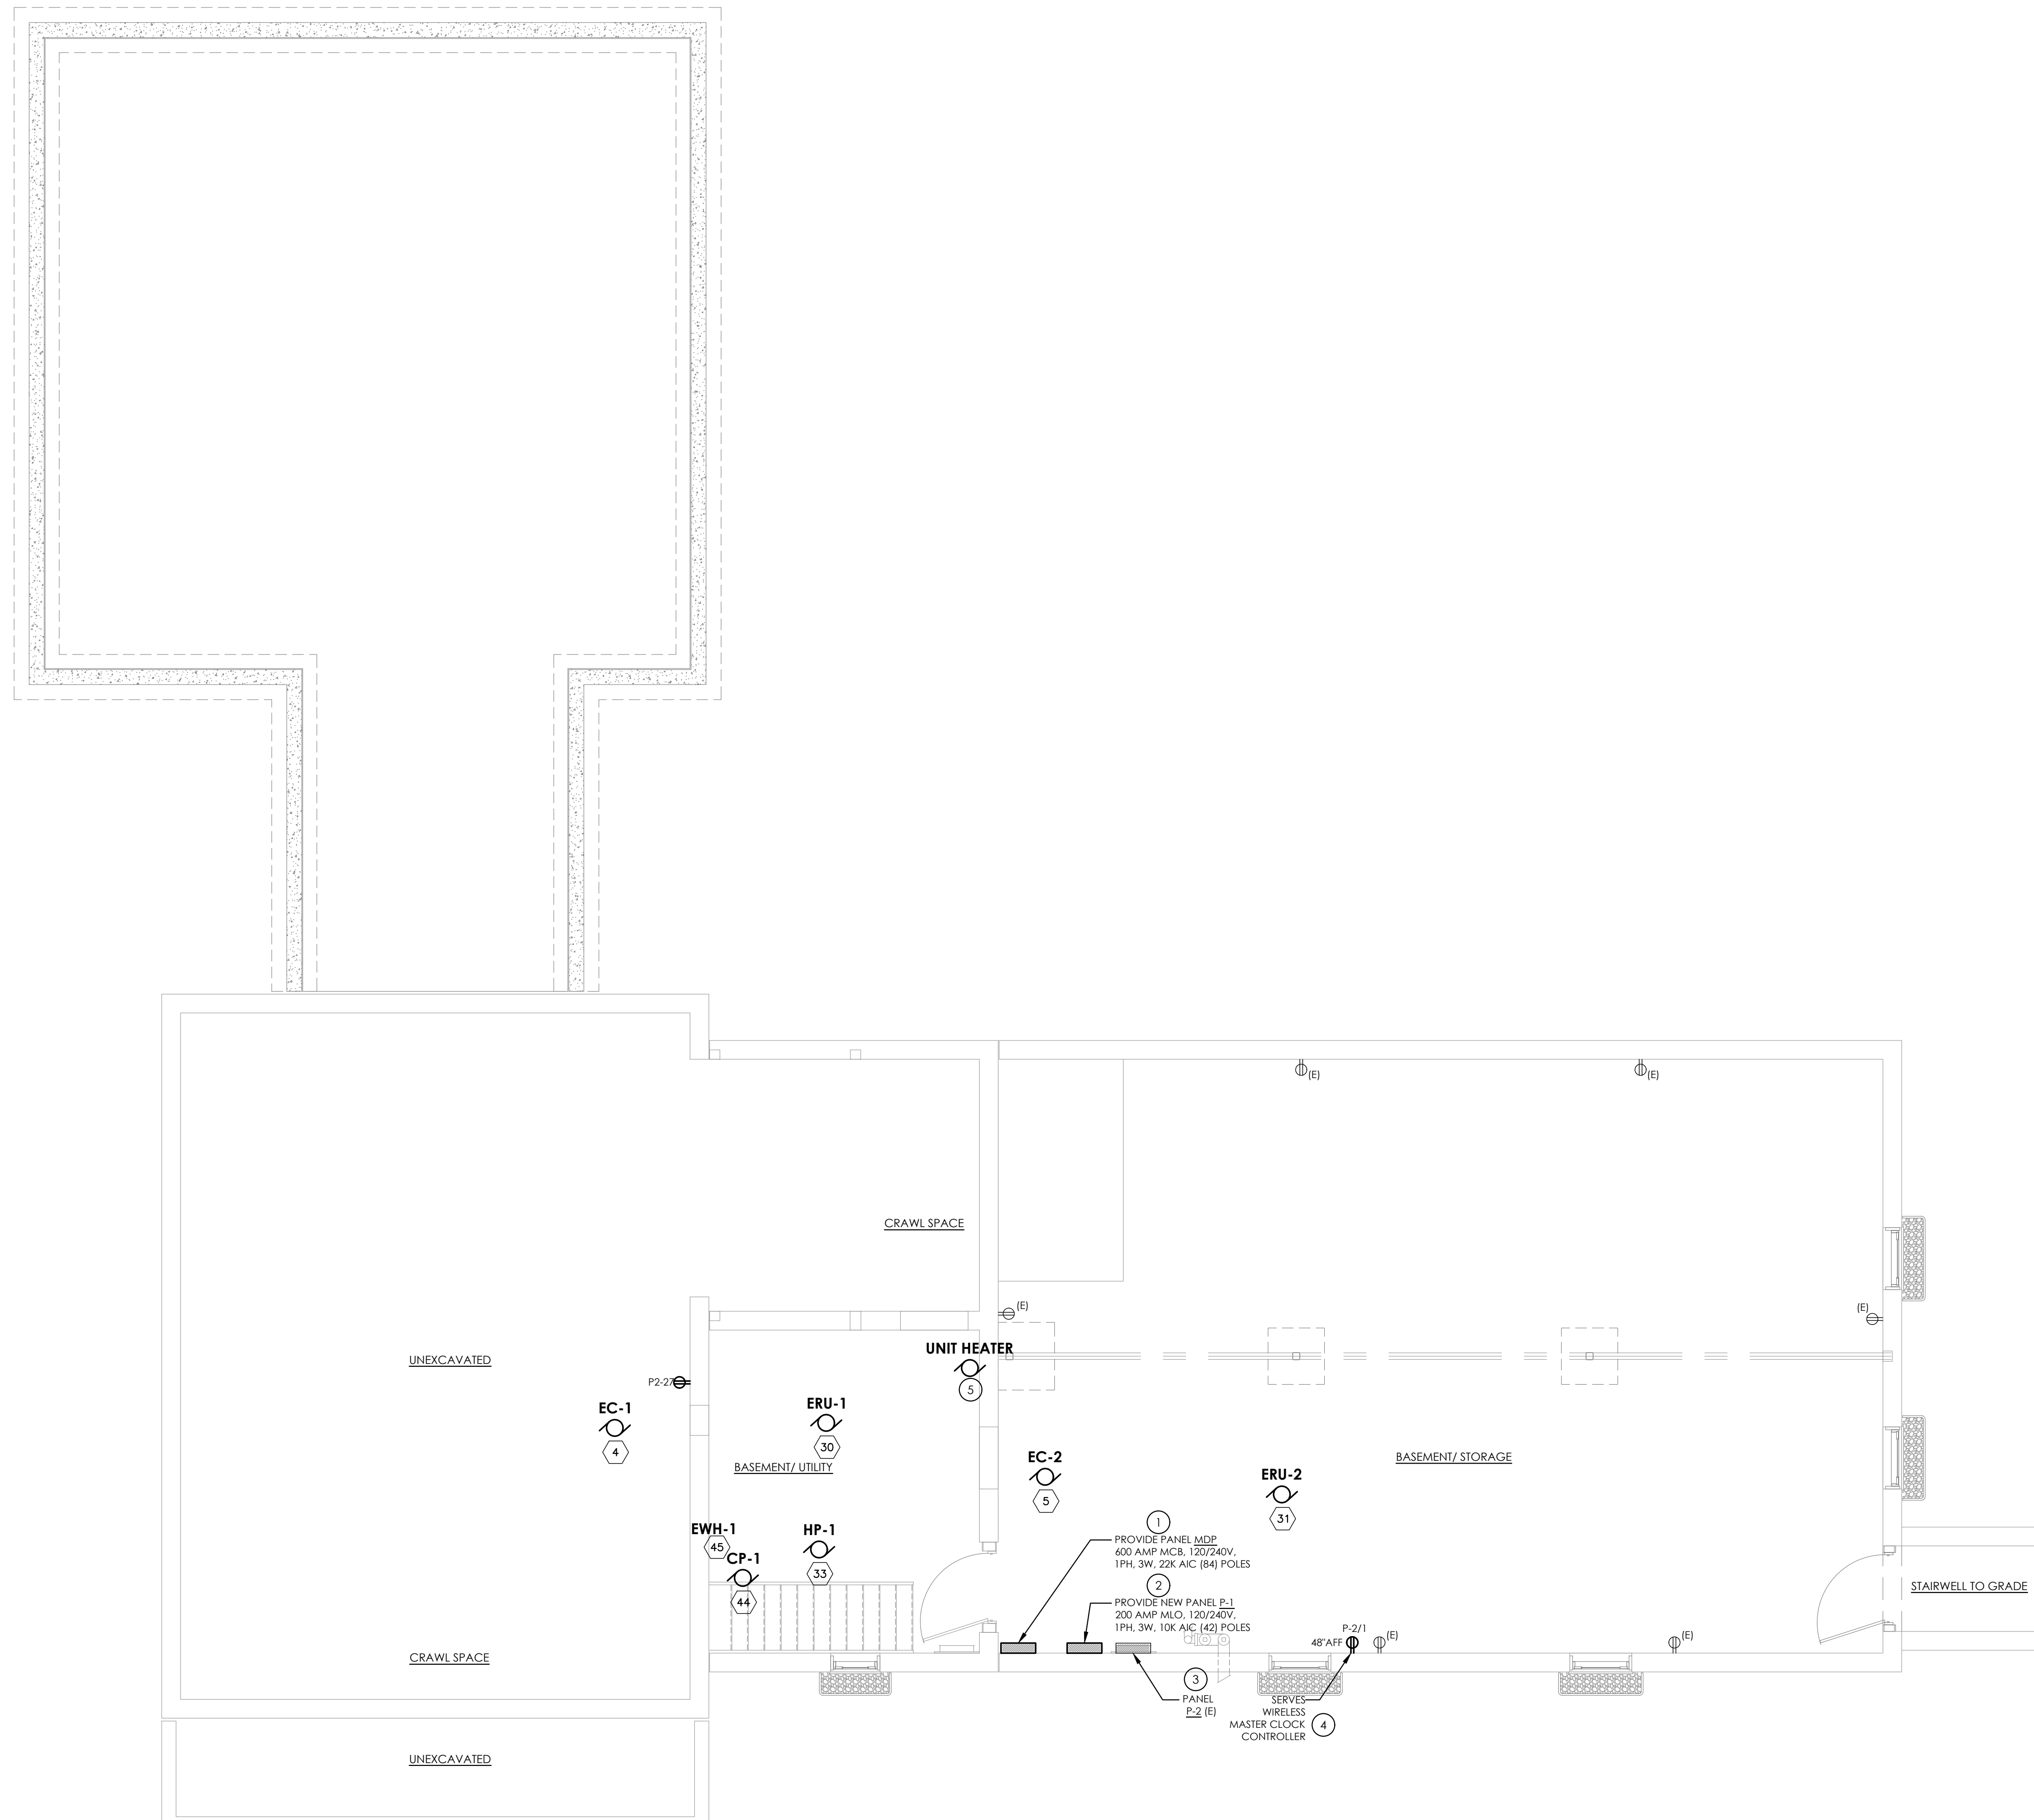 (E)
(E)
CRAWL SPACE
(E)
(E)
UNIT HEATER
5
UNEXCAVATED
P2-27
EC-1
4
ERU-1
30
BASEMENT/ UTILITY
EC-2
5
BASEMENT/ STORAGE
ERU-2
31
EWH-1
45
CP-1
44
HP-1
33
1
PROVIDE PANEL MDP
600 AMP MCB, 120/240V,
1PH, 3W, 22K AIC (84) POLES
2
PROVIDE NEW PANEL P-1
200 AMP MLO, 120/240V,
1PH, 3W, 10K AIC (42) POLES
STAIRWELL TO GRADE
P-2/1
48"AFF
(E)
(E)
CRAWL SPACE
3
PANEL
P-2 (E)
SERVES
WIRELESS
MASTER CLOCK
CONTROLLER
4
UNEXCAVATED